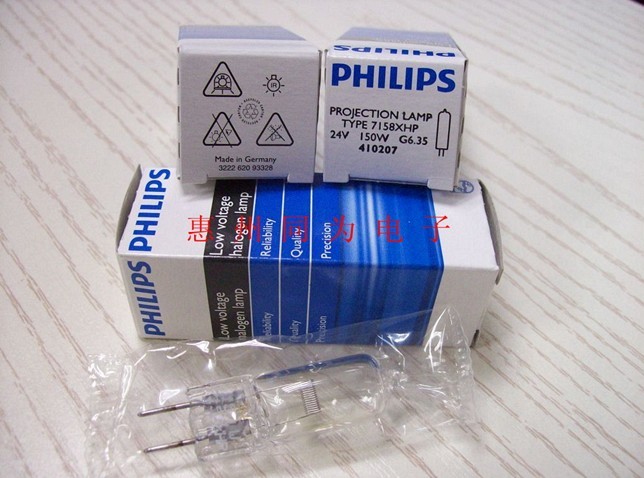 PHILIPS
PHILIPS
PROJECTION LAMP
TYPE 7158XHP
24V 150W G6.35
410207
IR
Made in Germany
3222 620 93328
PHILIPS
PHILIPS
Low voltage
halogen lamp
Reliability
Quality
Precision
Low voltage
halogen lamp
Reliability
Quality
Precision
惠州同为电子